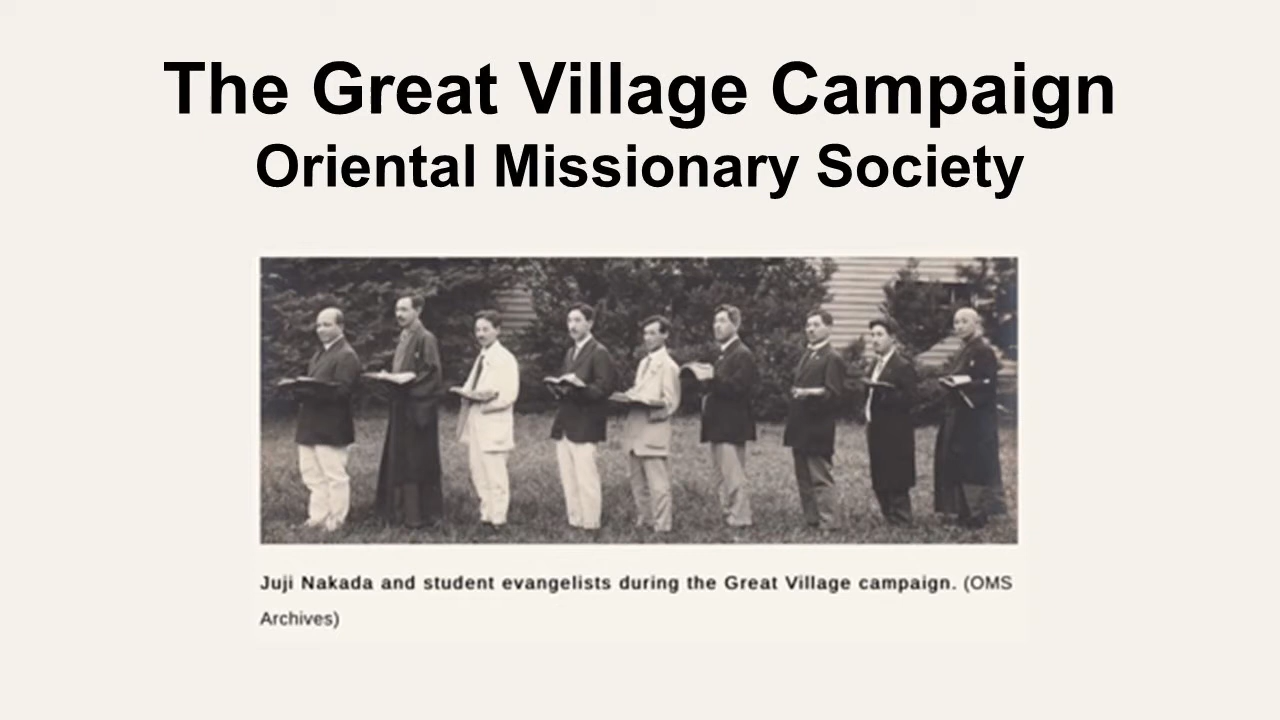 The Great Village Campaign
Oriental Missionary Society
Juji Nakada and student evangelists during the Great Village campaign. (OMS
Archives)